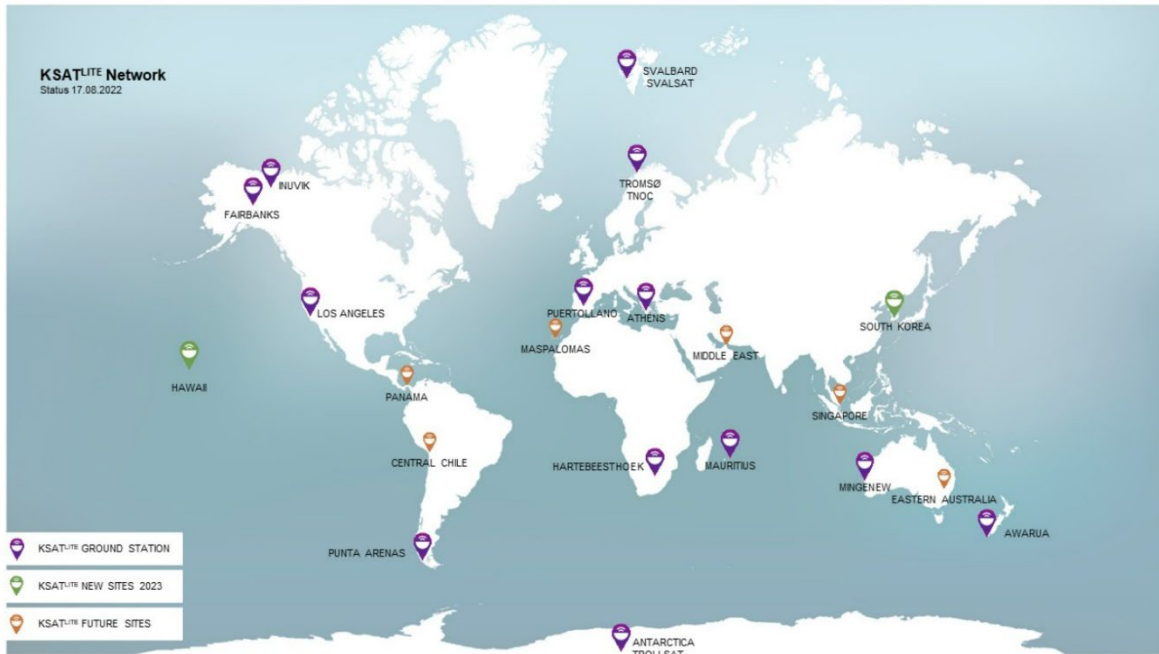 KSATLITE Network
Status 17.08.2022
SVALBARD
SVALSAT
INUVIK
TROMSØ
TNOC
FAIRBANKS
LOS ANGELES
PUERTOLLANO
ATHENS
SOUTH KOREA
MASPALOMAS
MIDDLE EAST
HAWAII
PANAMA
SINGAPORE
CENTRAL CHILE
HARTEBEESTHOEK
MAURITIUS
MINGENEW
EASTERN AUSTRALIA
AWARUA
PUNTA ARENAS
KSATLITE GROUND STATION
KSATLITE NEW SITES 2023
KSATLITE FUTURE SITES
ANTARCTICA
TROLLSAT